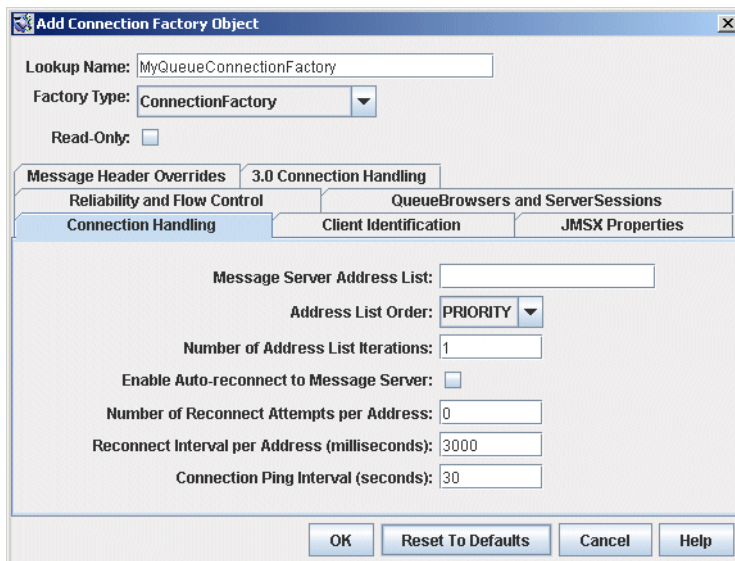 Add Connection Factory Object
Lookup Name: MyQueueConnectionFactory
Factory Type: ConnectionFactory
Read-Only:
Message Header Overrides 3.0 Connection Handling
Reliability and Flow Control QueueBrowsers and ServerSessions
Connection Handling Client Identification JMSX Properties
Message Server Address List:
Address List Order: PRIORITY
Number of Address List Iterations: 1
Enable Auto-reconnect to Message Server:
Number of Reconnect Attempts per Address: 0
Reconnect Interval per Address (milliseconds): 3000
Connection Ping Interval (seconds): 30
OK Reset To Defaults Cancel Help